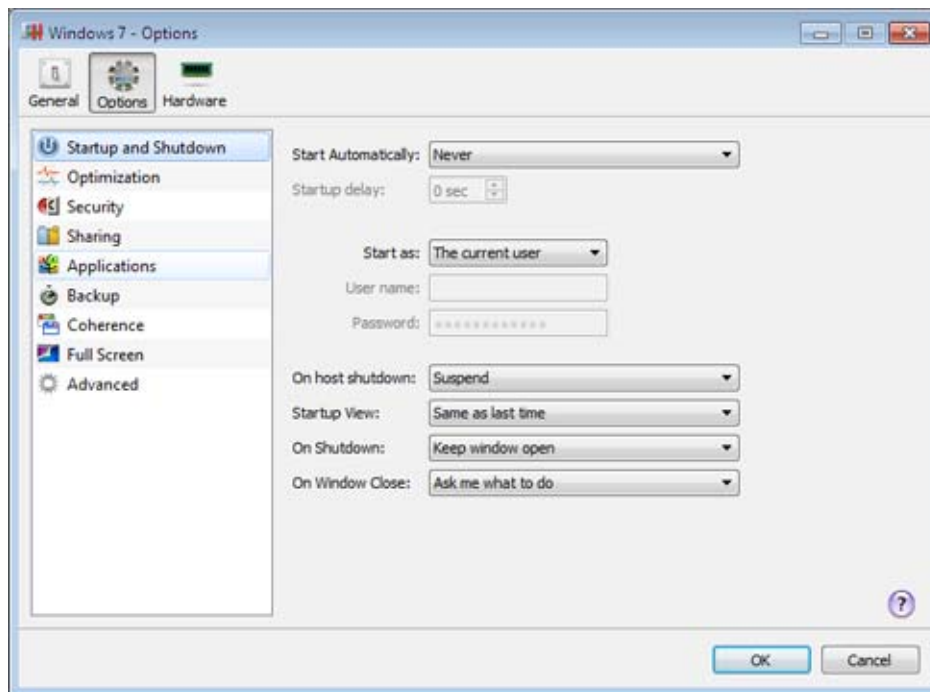 Windows 7 - Options
General Options Hardware
Startup and Shutdown
Optimization
Security
Sharing
Applications
Backup
Coherence
Full Screen
Advanced
Start Automatically: Never
Startup delay: 0 sec
Start as: The current user
User name:
Password:
On host shutdown: Suspend
Startup View: Same as last time
On Shutdown: Keep window open
On Window Close: Ask me what to do
?
OK Cancel